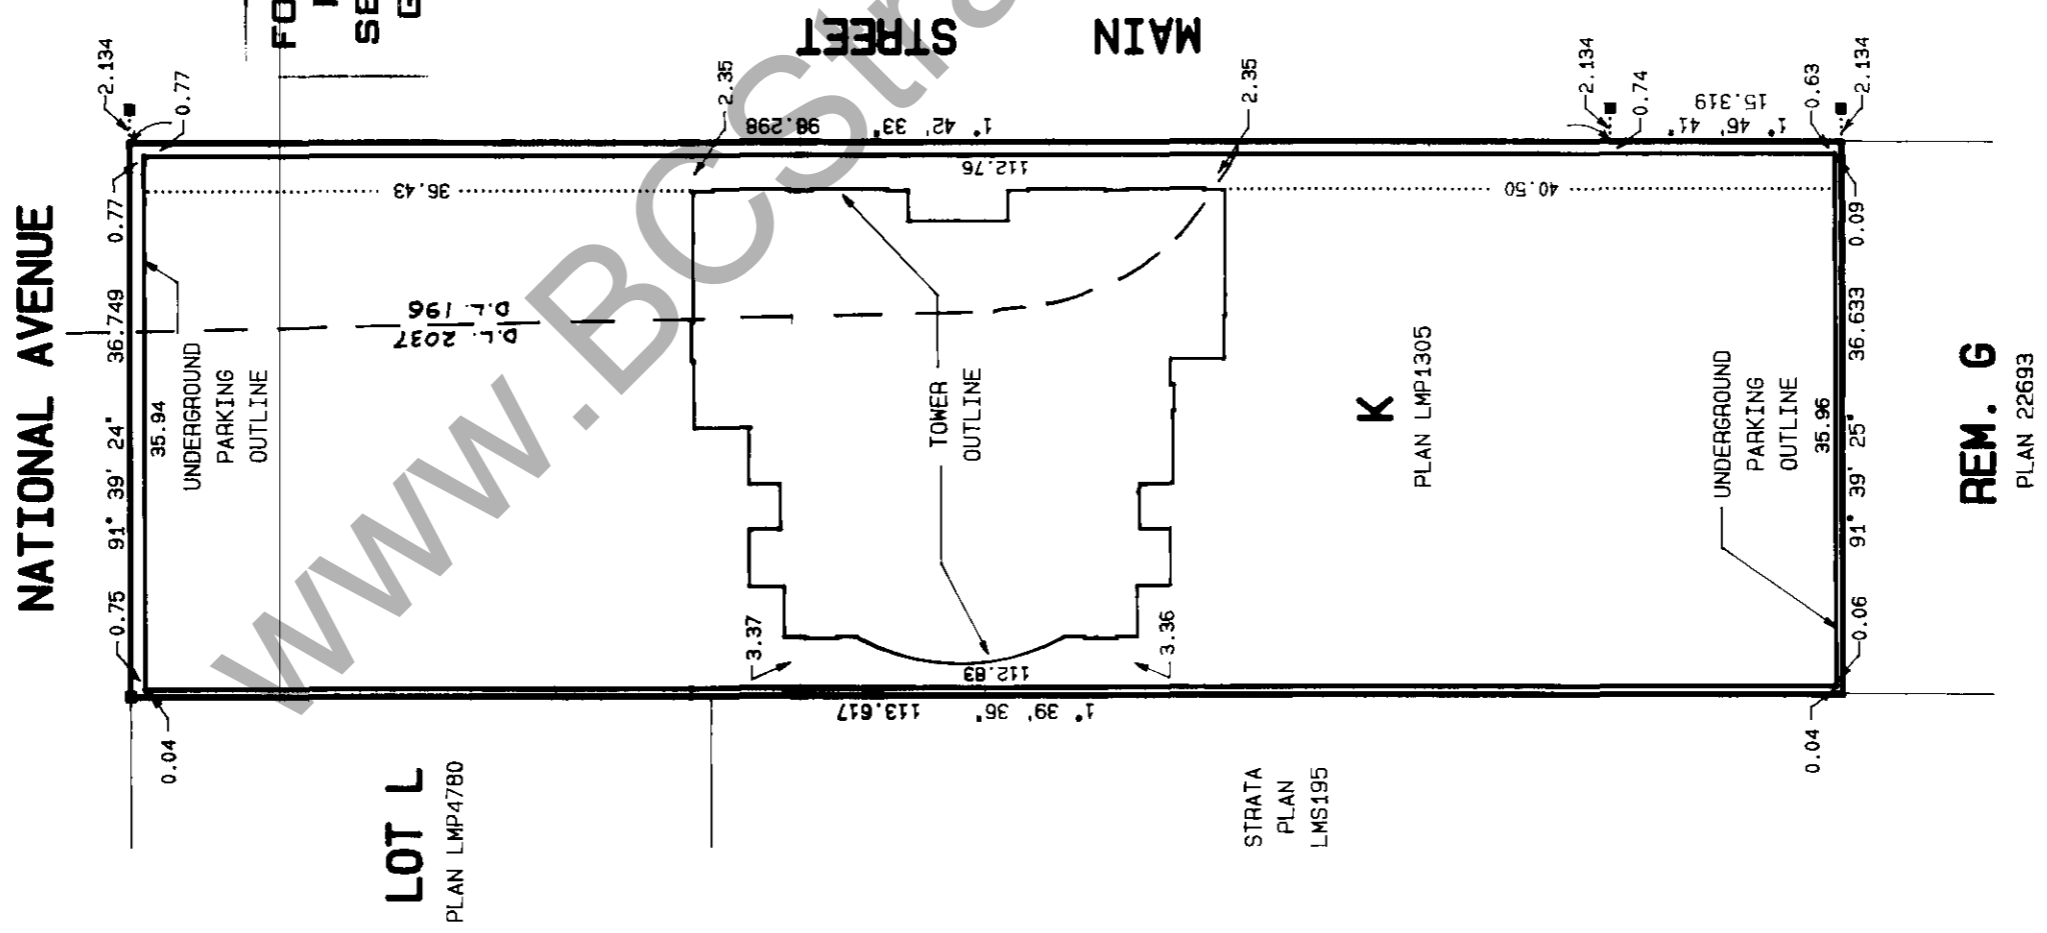 NATIONAL AVENUE
91° 39' 24" 36.749
2.134
0.77
0.77
0.75
0.04
35.94
UNDERGROUND
PARKING
OUTLINE
FO
SE
G
MAIN STREET
1° 42' 33" 98.298
112.76
2.35
2.35
36.43
40.50
D.L. 2037
D.L. 196
TOWER
OUTLINE
3.37
3.36
112.83
1° 39' 36" 113.617
K
PLAN LMP1305
2.134
0.74
1° 46' 41" 15.319
0.63
2.134
0.09
UNDERGROUND
PARKING
OUTLINE
35.96
91° 39' 25" 36.633
0.06
0.04
REM. G
PLAN 22693
LOT L
PLAN LMP4780
STRATA
PLAN
LMS195
www.BCStra